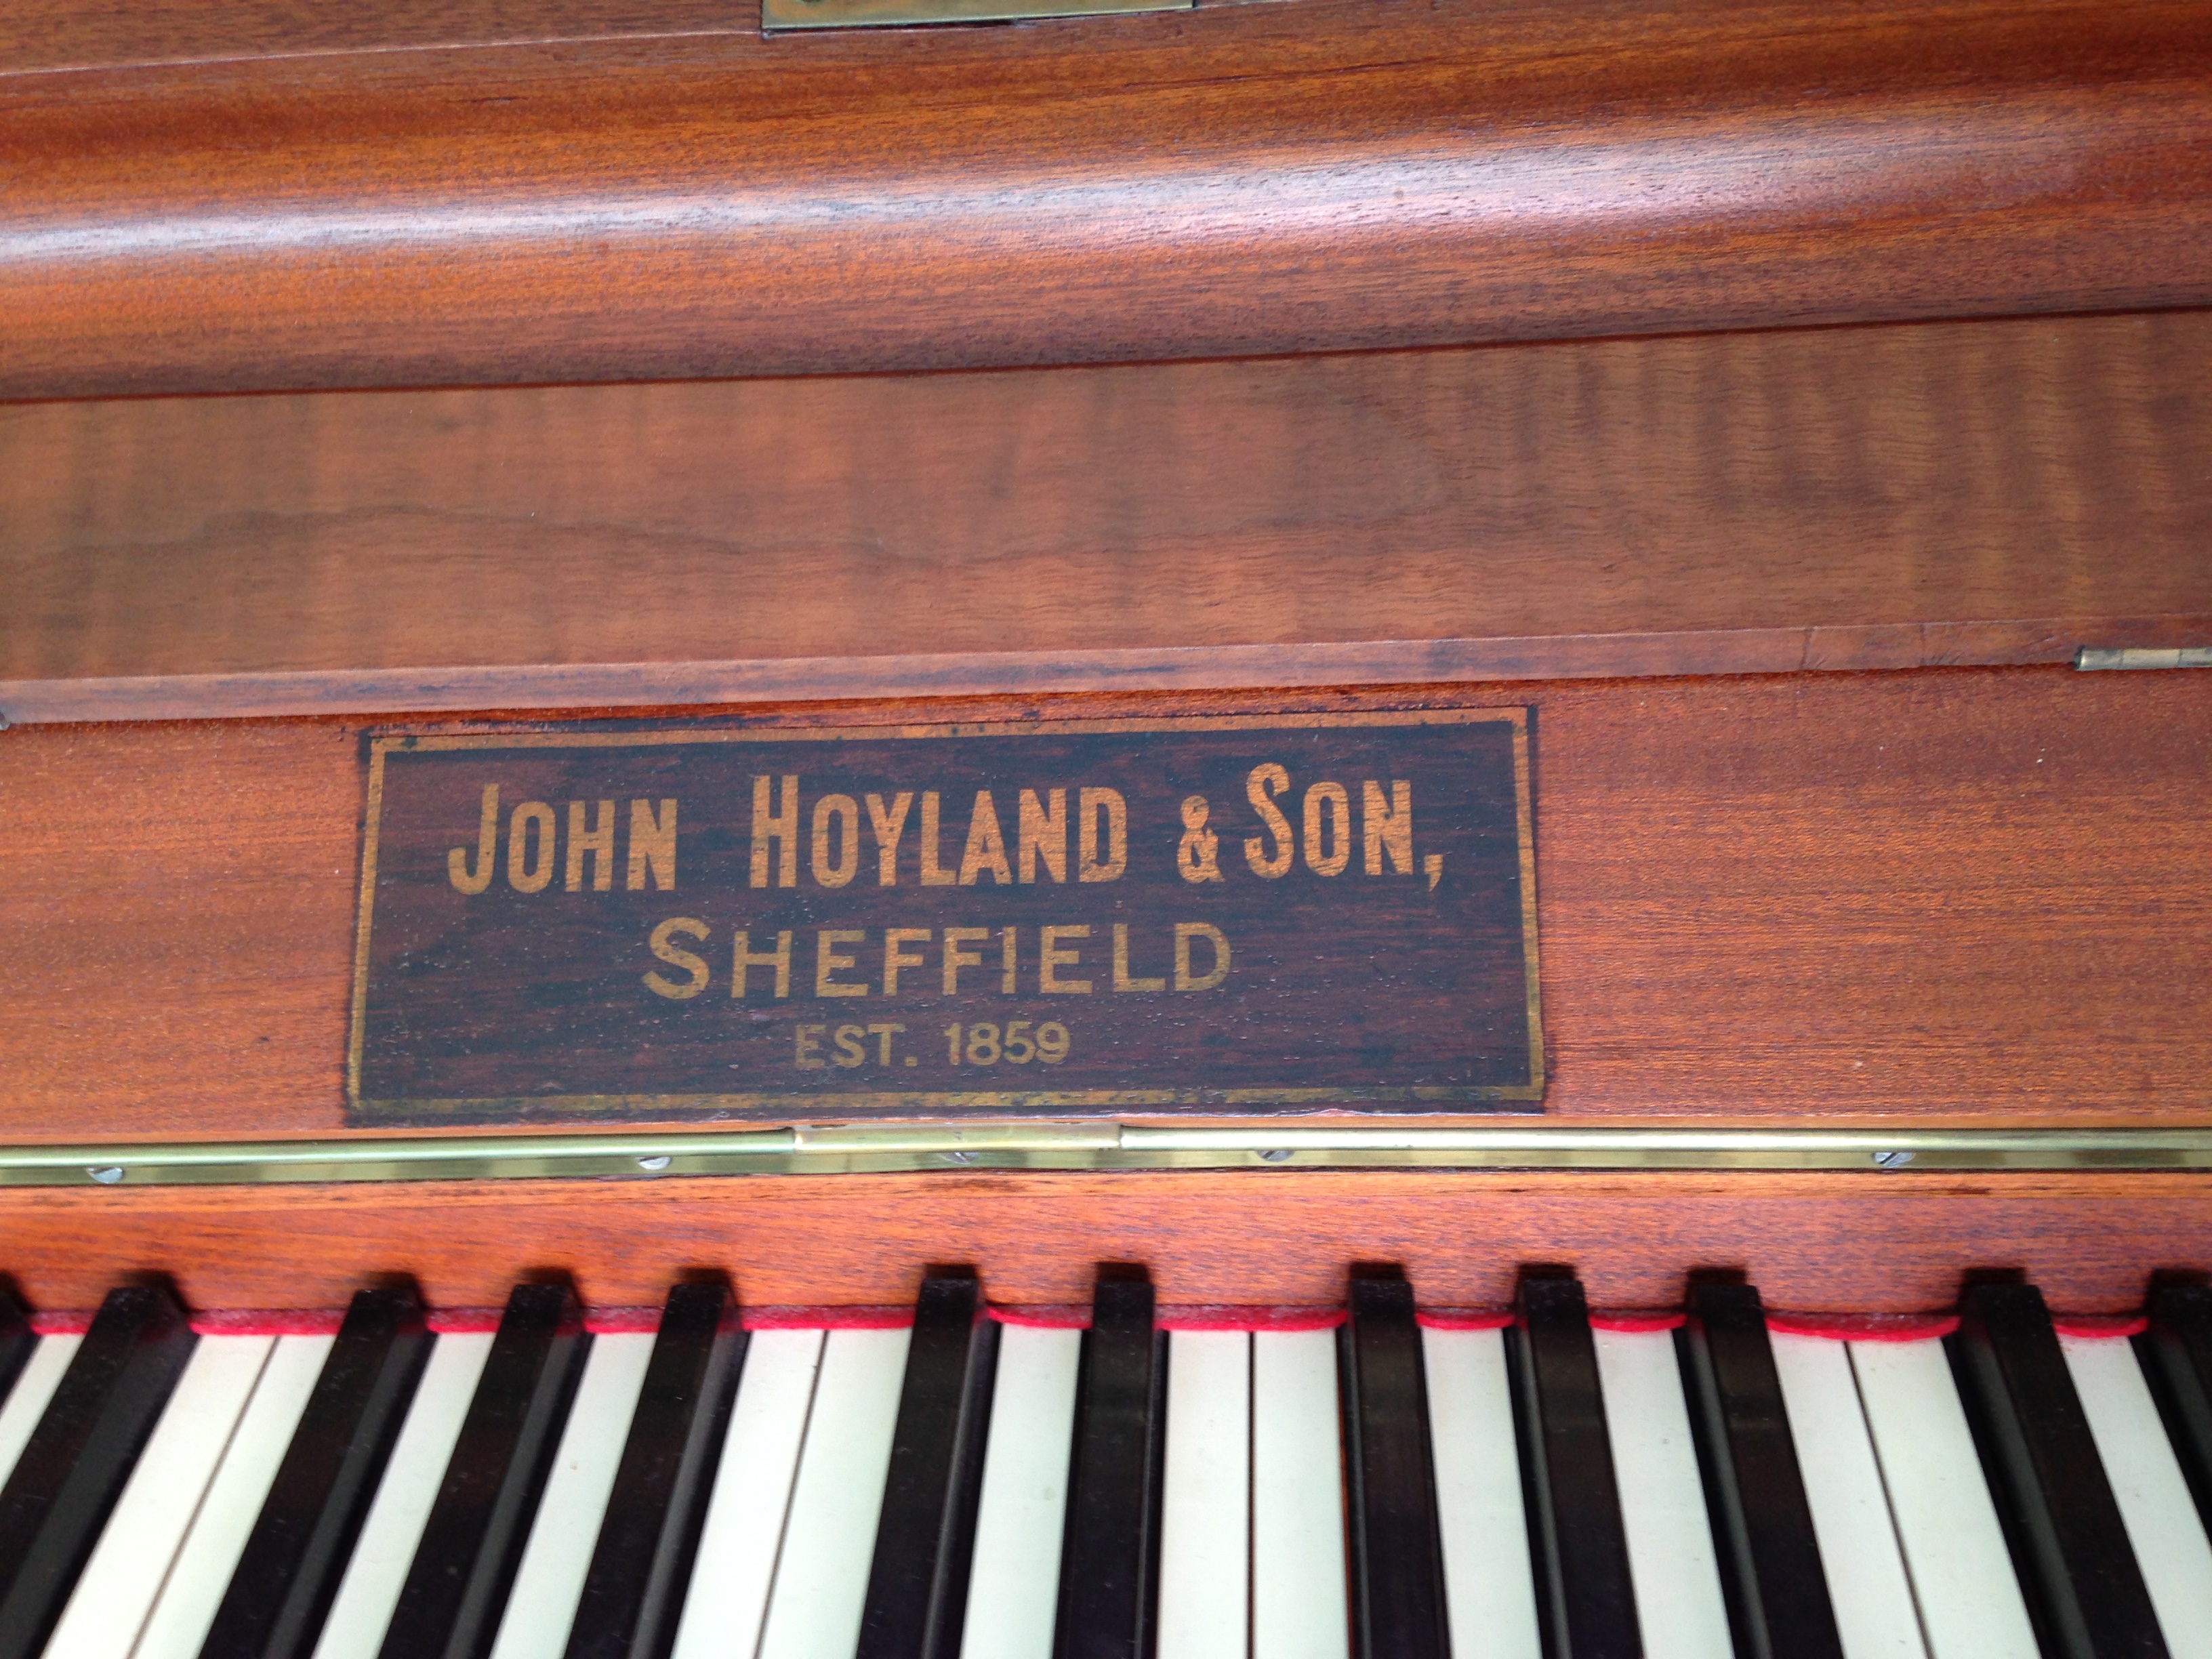 JOHN HOYLAND & SON,
SHEFFIELD
EST. 1859